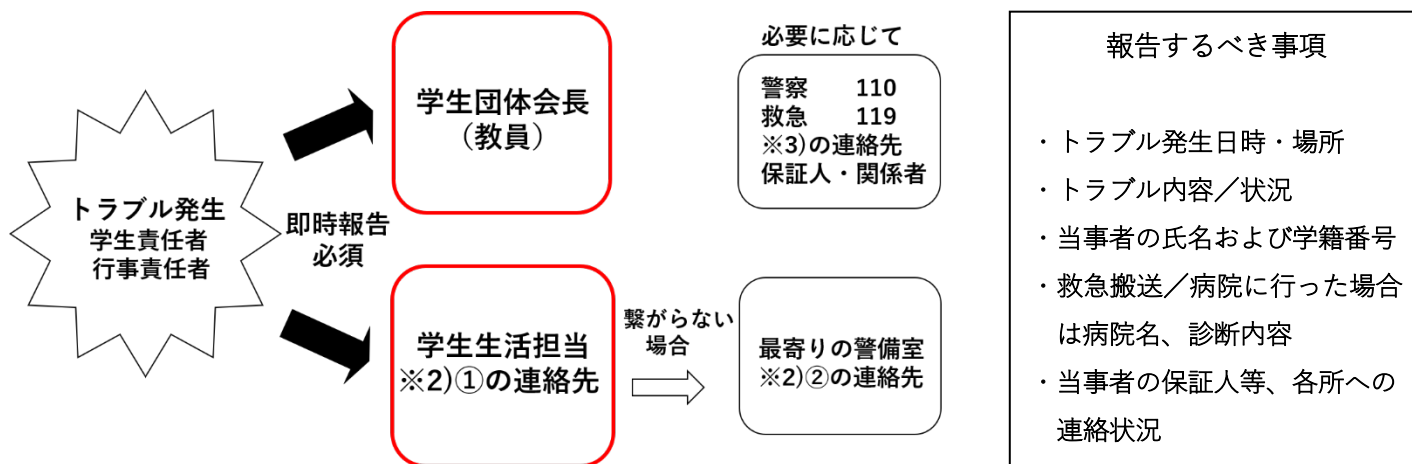 トラブル発生
学生責任者
行事責任者
即時報告
必須
学生団体会長
（教員）
学生生活担当
※2)①の連絡先
繋がらない
場合
必要に応じて
警察 110
救急 119
※3)の連絡先
保証人・関係者
最寄りの警備室
※2)②の連絡先
報告するべき事項
・トラブル発生日時・場所
・トラブル内容／状況
・当事者の氏名および学籍番号
・救急搬送／病院に行った場合
は病院名、診断内容
・当事者の保証人等、各所への
連絡状況